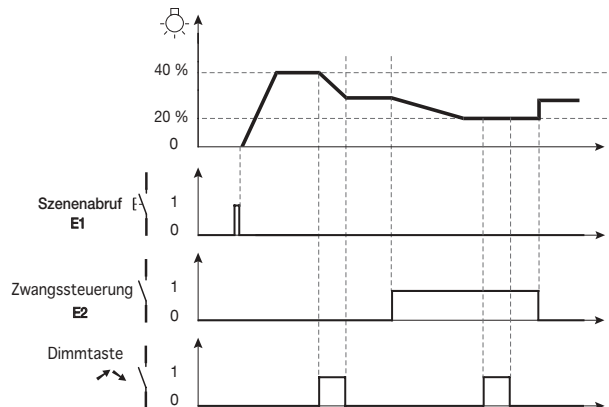 40 %
20 %
0
Szenenabruf
E1
1
0
Zwangssteuerung
E2
1
0
Dimmtaste
1
0